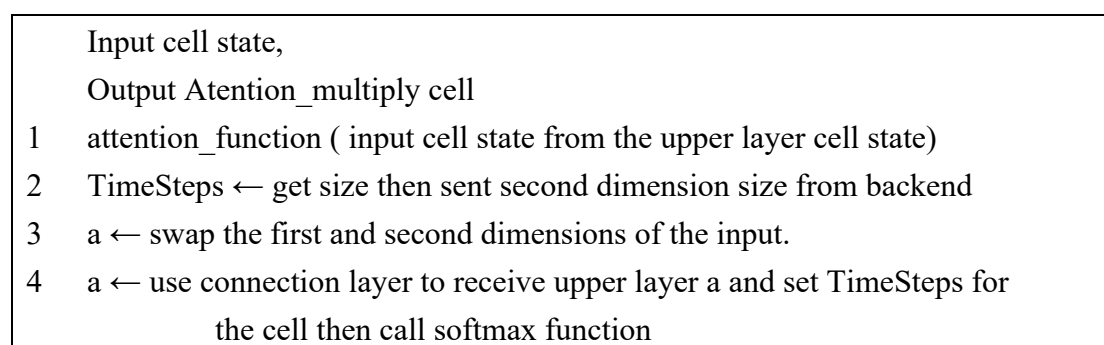 Input cell state,
Output Atention_multiply cell
1 attention_function ( input cell state from the upper layer cell state)
2 TimeSteps ← get size then sent second dimension size from backend
3 a ← swap the first and second dimensions of the input.
4 a ← use connection layer to receive upper layer a and set TimeSteps for
the cell then call softmax function